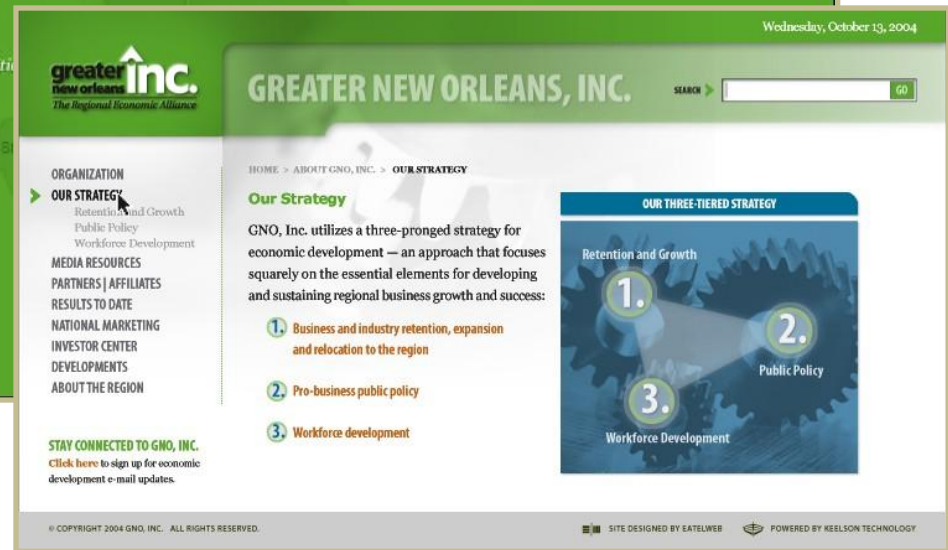 Wednesday, October 13, 2004
greater inc.
new orleans
The Regional Economic Alliance
GREATER NEW ORLEANS, INC.
SEARCH
GO
ORGANIZATION
OUR STRATEGY
Retention and Growth
Public Policy
Workforce Development
MEDIA RESOURCES
PARTNERS | AFFILIATES
RESULTS TO DATE
NATIONAL MARKETING
INVESTOR CENTER
DEVELOPMENTS
ABOUT THE REGION
STAY CONNECTED TO GNO, INC.
Click here to sign up for economic
development e-mail updates.
HOME > ABOUT GNO, INC. > OUR STRATEGY
Our Strategy
GNO, Inc. utilizes a three-pronged strategy for
economic development — an approach that focuses
squarely on the essential elements for developing
and sustaining regional business growth and success:
1. Business and industry retention, expansion
and relocation to the region
2. Pro-business public policy
3. Workforce development
OUR THREE-TIERED STRATEGY
Retention and Growth
1.
2.
Public Policy
3.
Workforce Development
© COPYRIGHT 2004 GNO, INC. ALL RIGHTS RESERVED.
SITE DESIGNED BY EATELWEB
POWERED BY KEELSON TECHNOLOGY